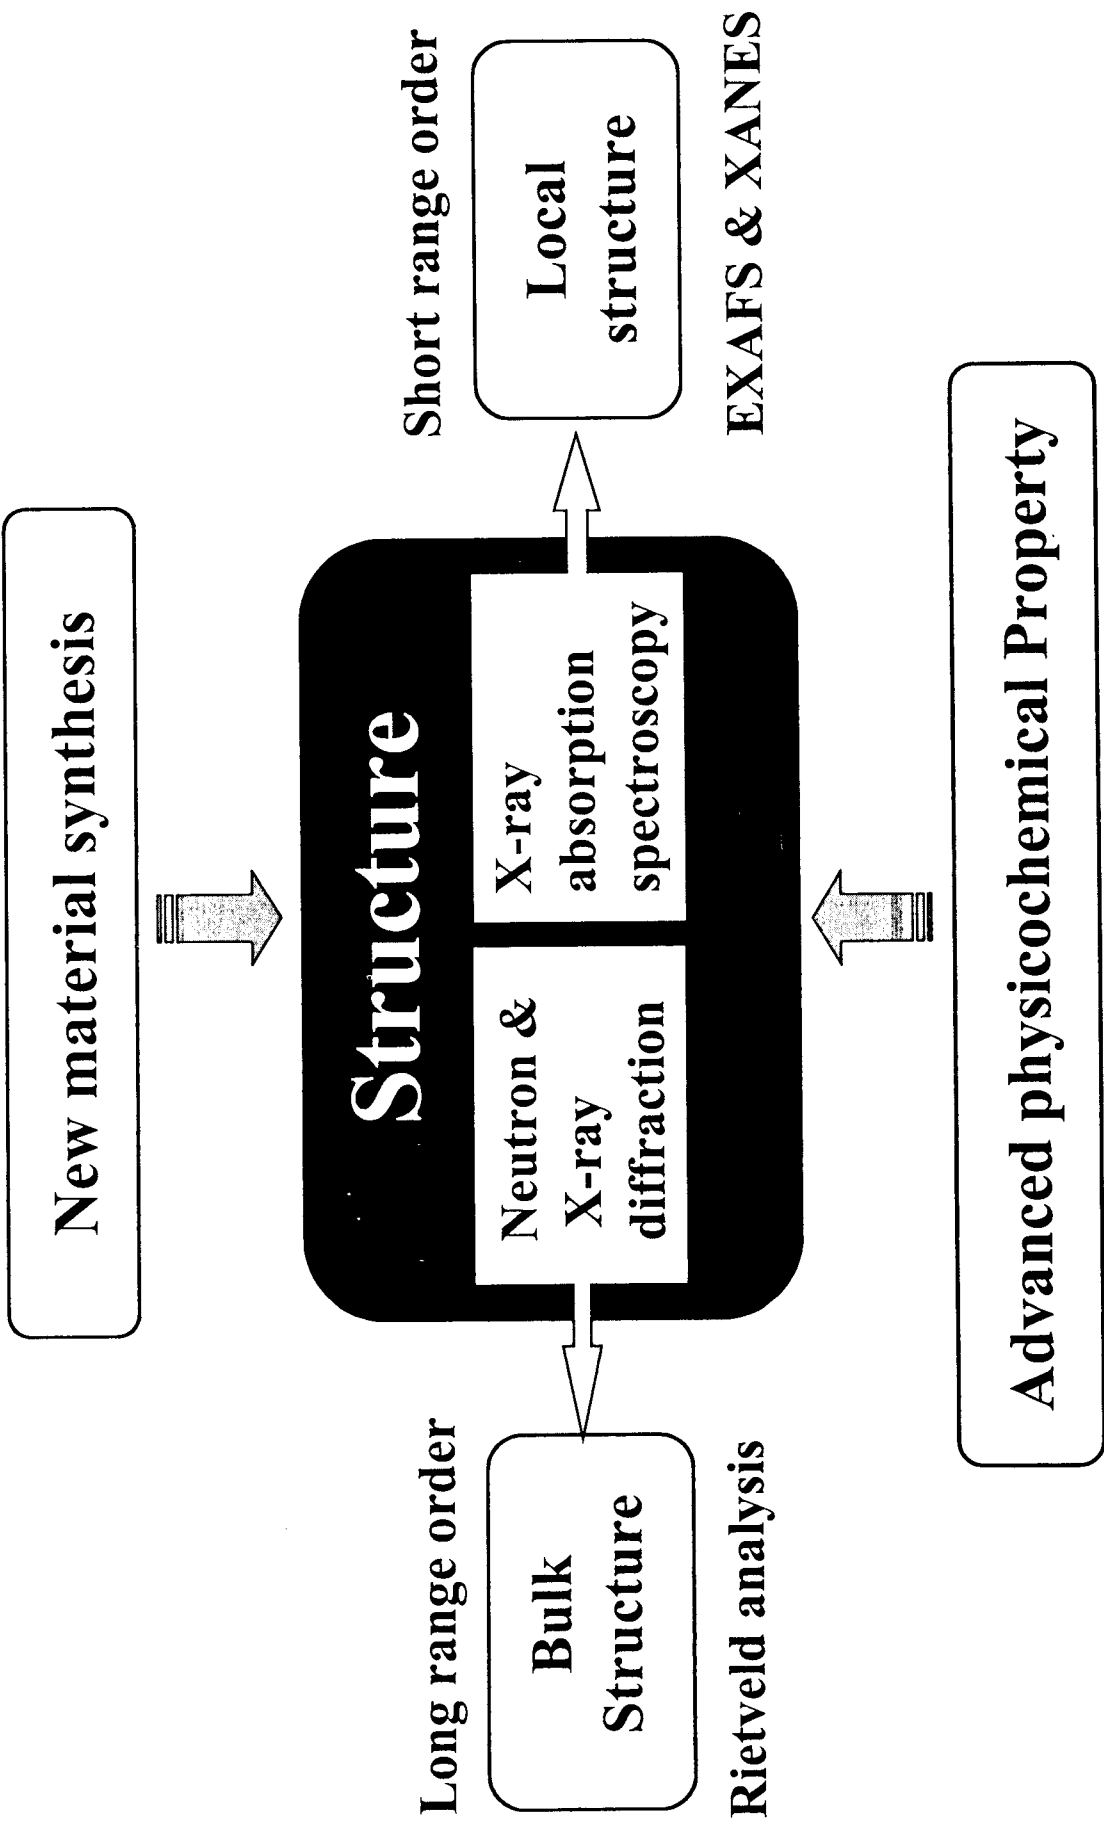 New material synthesis
Structure
Long range order
Bulk
Structure
Rietveld analysis
Neutron &
X-ray
diffraction
X-ray
absorption
spectroscopy
Short range order
Local
structure
EXAFS & XANES
Advanced physicochemical Property